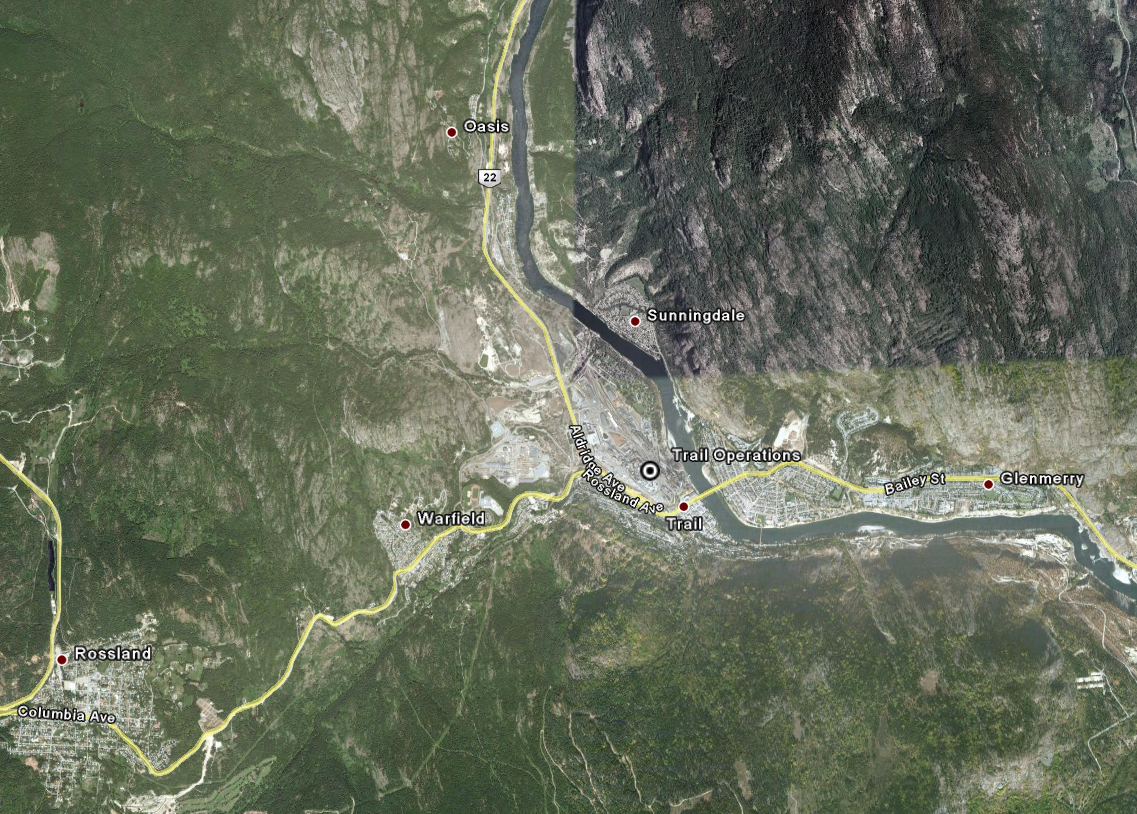 Oasis
22
Sunningdale
Aldridge Ave
Trail Operations
Rossland Ave
Bailey St
Glenmerry
Warfield
Trail
Rossland
Columbia Ave